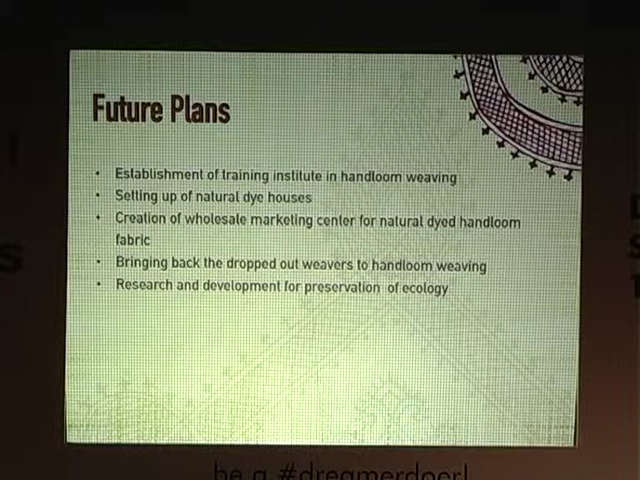 Future Plans
• Establishment of training institute in handloom weaving
• Setting up of natural dye houses
• Creation of wholesale marketing center for natural dyed handloom
fabric
• Bringing back the dropped out weavers to handloom weaving
• Research and development for preservation of ecology
be a #dreamerdoer!